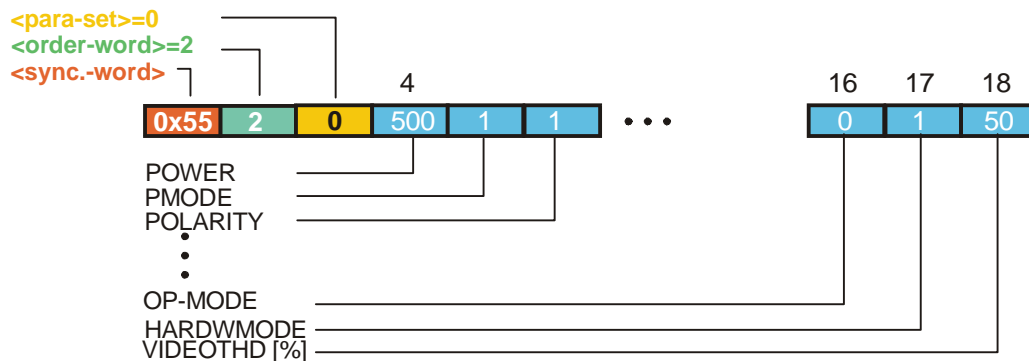 <para-set>=0
<order-word>=2
<sync.-word>
4 16 17 18
0x55 2 0 500 1 1 • • • 0 1 50
POWER
PMODE
POLARITY
•
•
•
OP-MODE
HARDWMODE
VIDEOTHD [%]